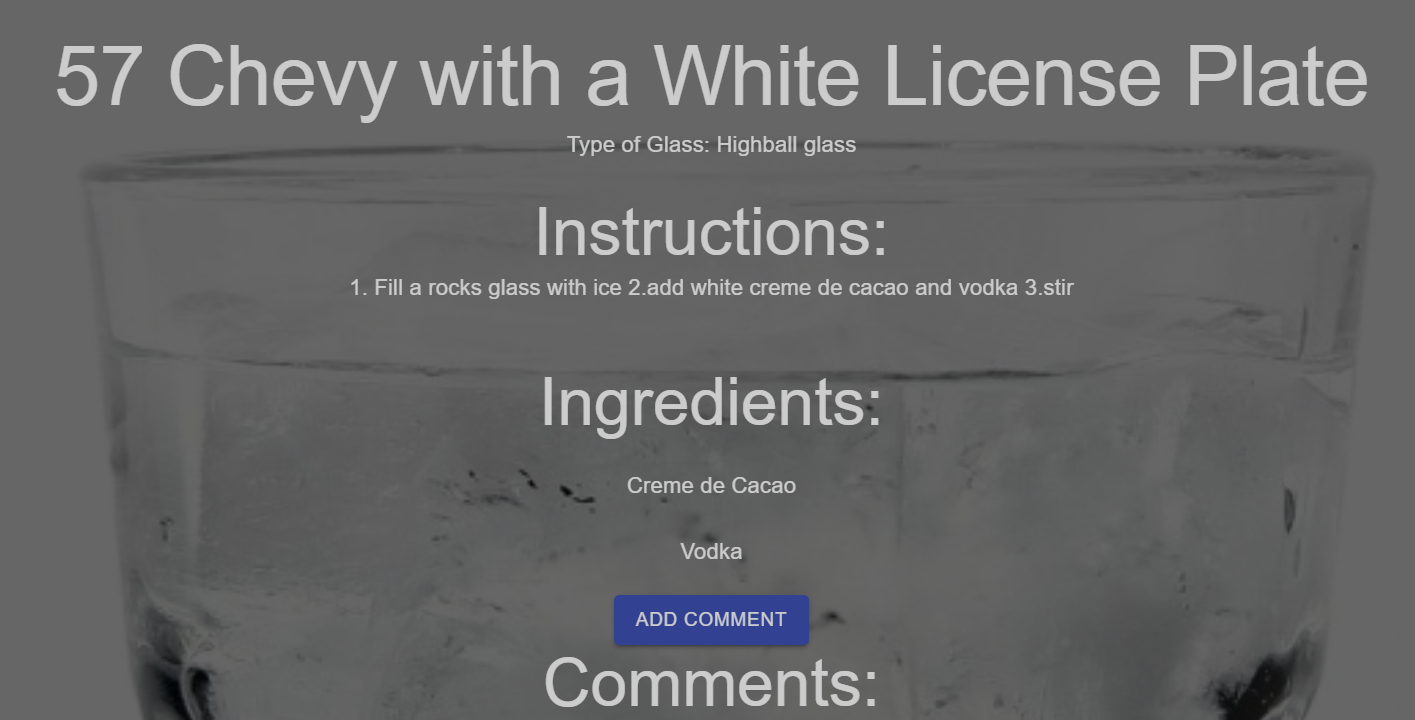 57 Chevy with a White License Plate
Type of Glass: Highball glass
Instructions:
1. Fill a rocks glass with ice 2.add white creme de cacao and vodka 3.stir
Ingredients:
Creme de Cacao
Vodka
ADD COMMENT
Comments: